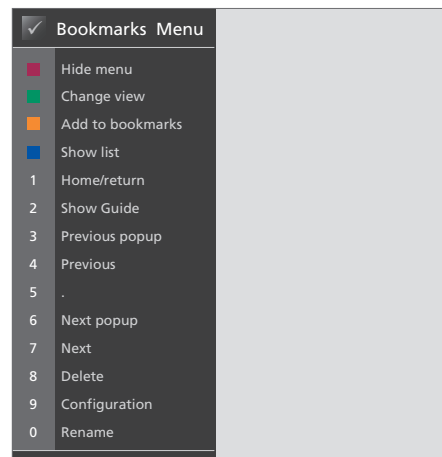 Bookmarks Menu
Hide menu
Change view
Add to bookmarks
Show list
1 Home/return
2 Show Guide
3 Previous popup
4 Previous
5 .
6 Next popup
7 Next
8 Delete
9 Configuration
0 Rename